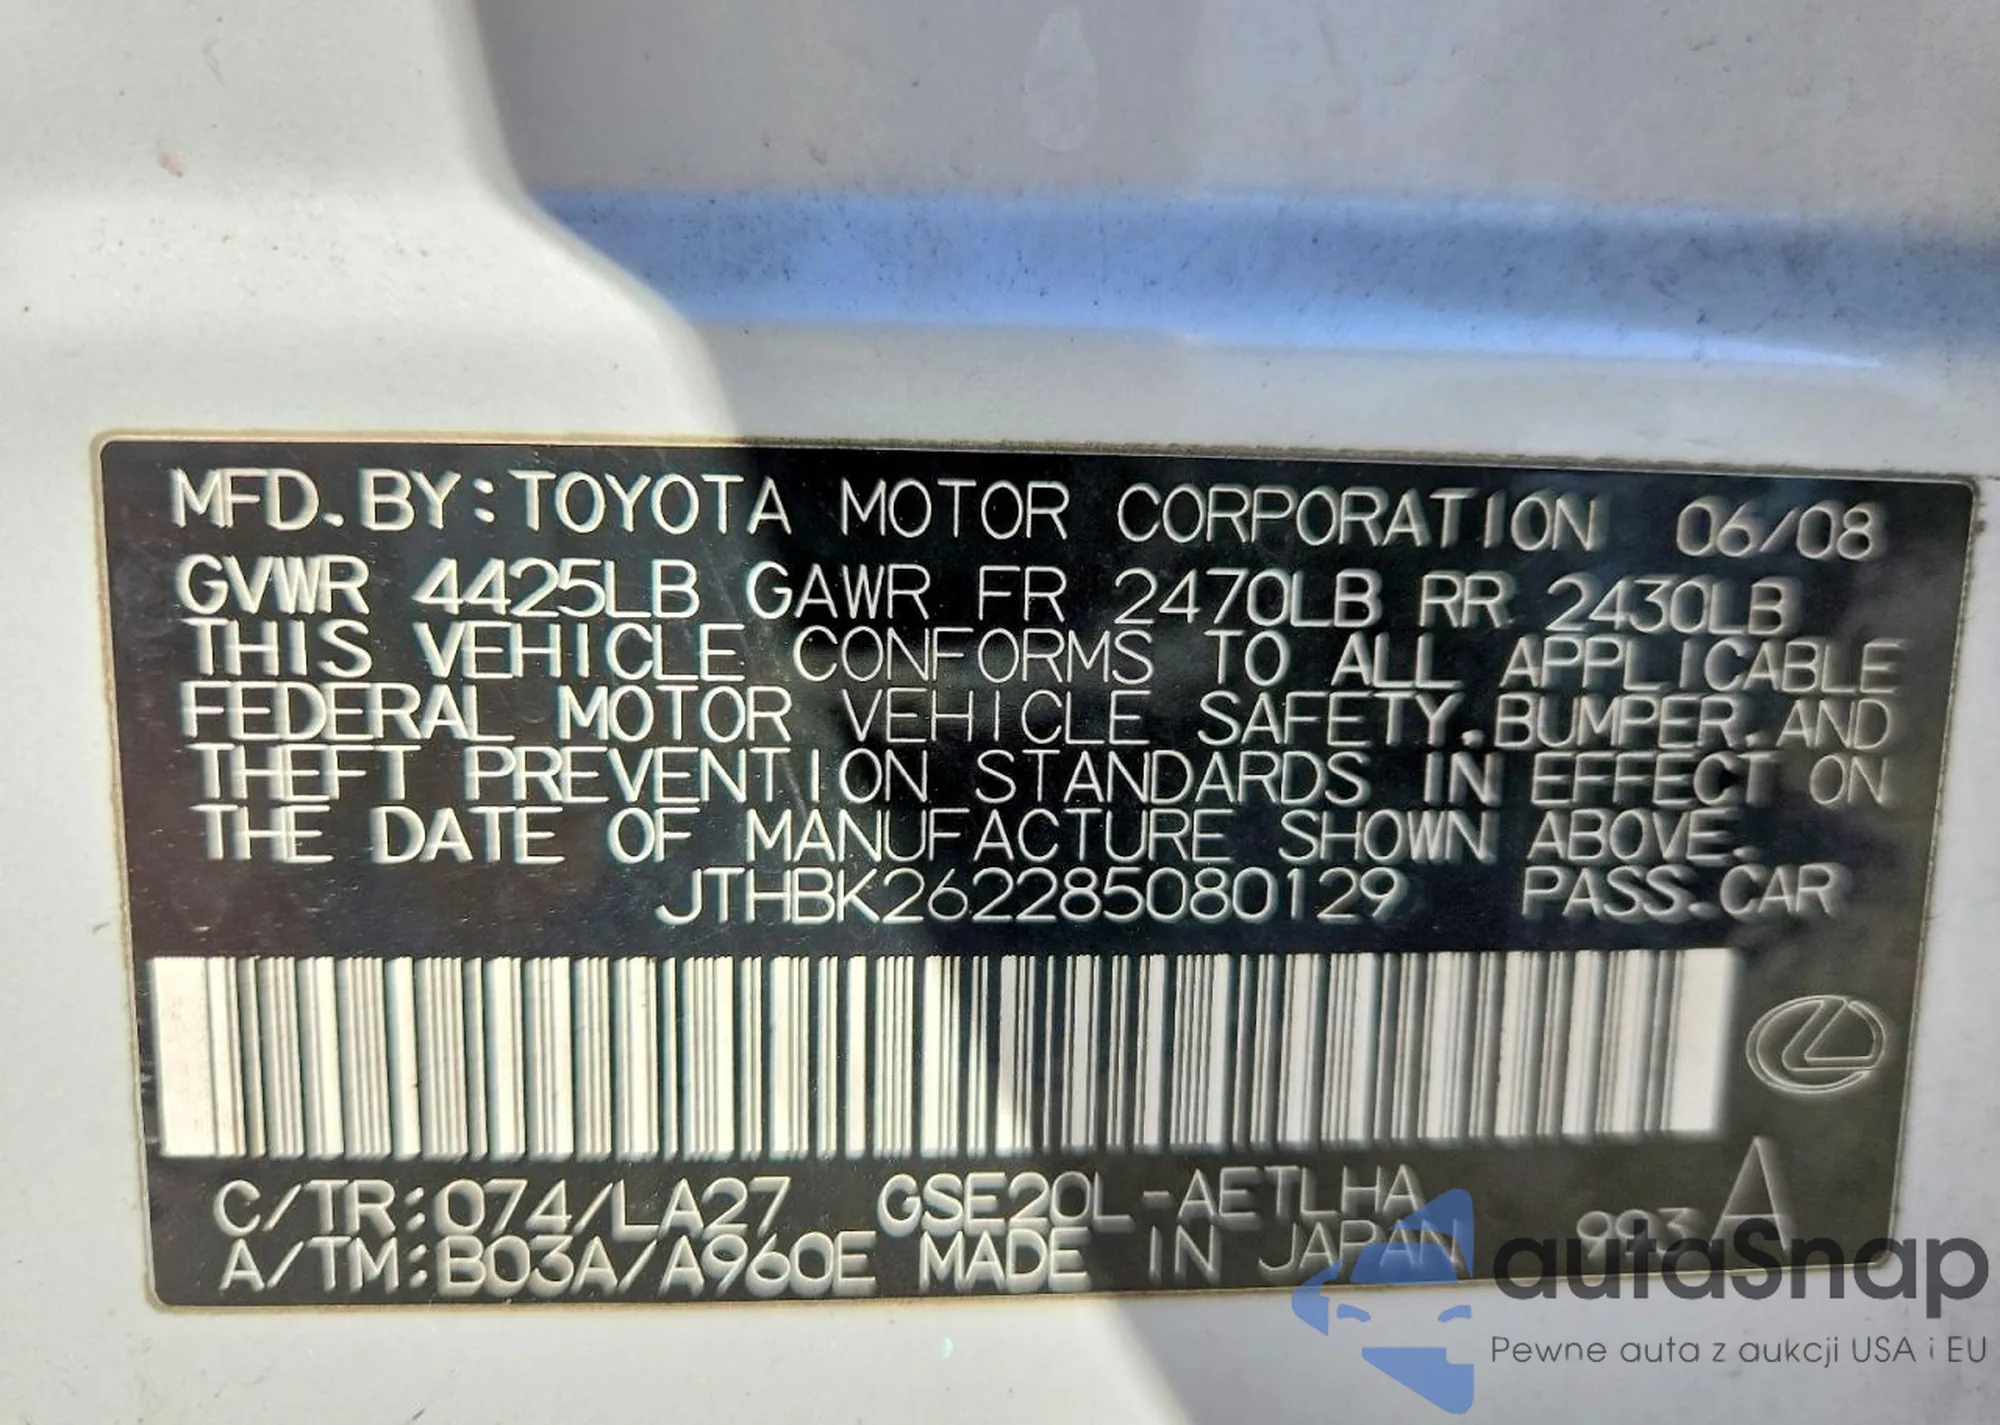 MFD. BY: TOYOTA MOTOR CORPORATION 06/08
GVWR 4425LB GAWR FR 2470LB RR 2430LB
THIS VEHICLE CONFORMS TO ALL APPLICABLE
FEDERAL MOTOR VEHICLE SAFETY, BUMPER, AND
THEFT PREVENTION STANDARDS IN EFFECT ON
THE DATE OF MANUFACTURE SHOWN ABOVE.
JTHBK262285080129 PASS. CAR
C/TR: 074/LA27 GSE20L-AETLHA
A/TM: B03A/A960E MADE IN JAPAN 993 A
autaSnap
Pewne auta z aukcji USA i EU